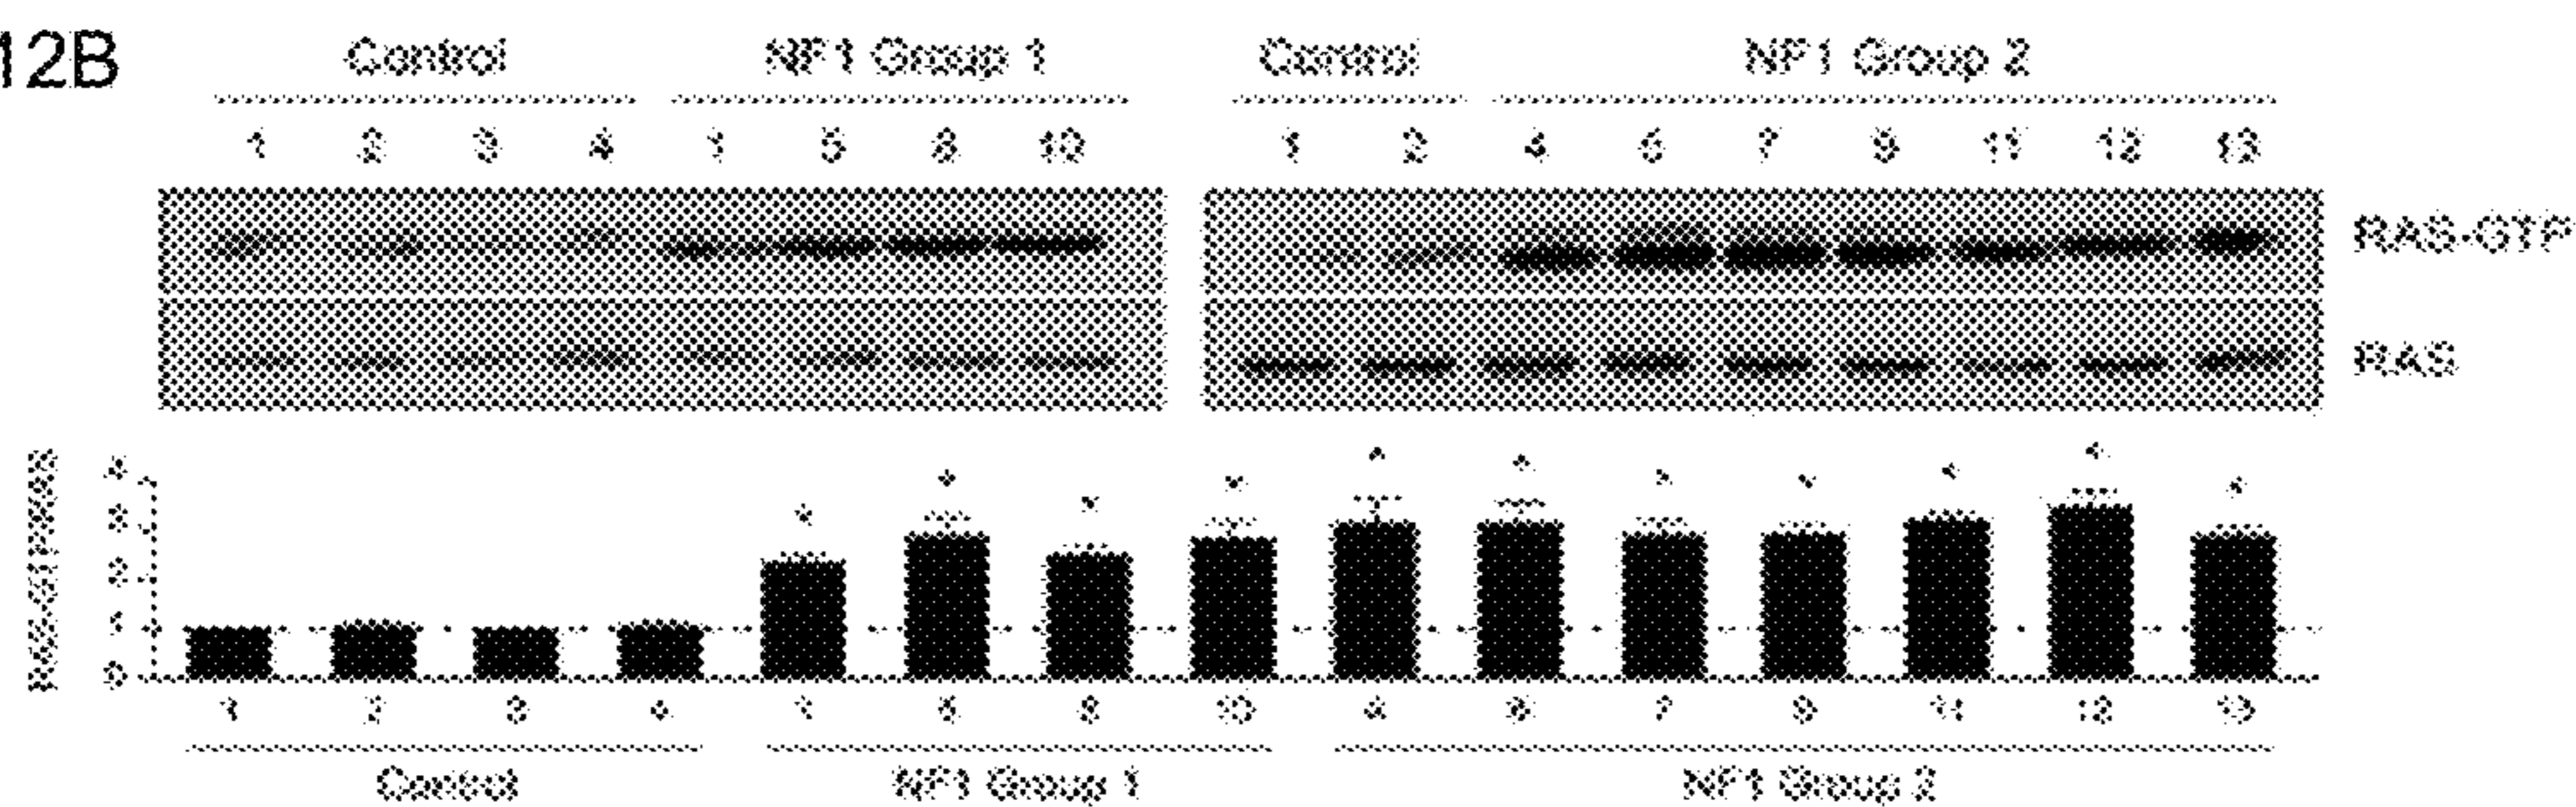 12B
Control NF1 Group 1 Control NF1 Group 2
1 2 3 4 1 5 8 10 1 2 4 6 7 9 11 12 13
RAS-GTP
RAS
4
3
2
1
0
1 2 3 4 1 5 8 10 4 6 7 9 11 12 13
Control NF1 Group 1 NF1 Group 2